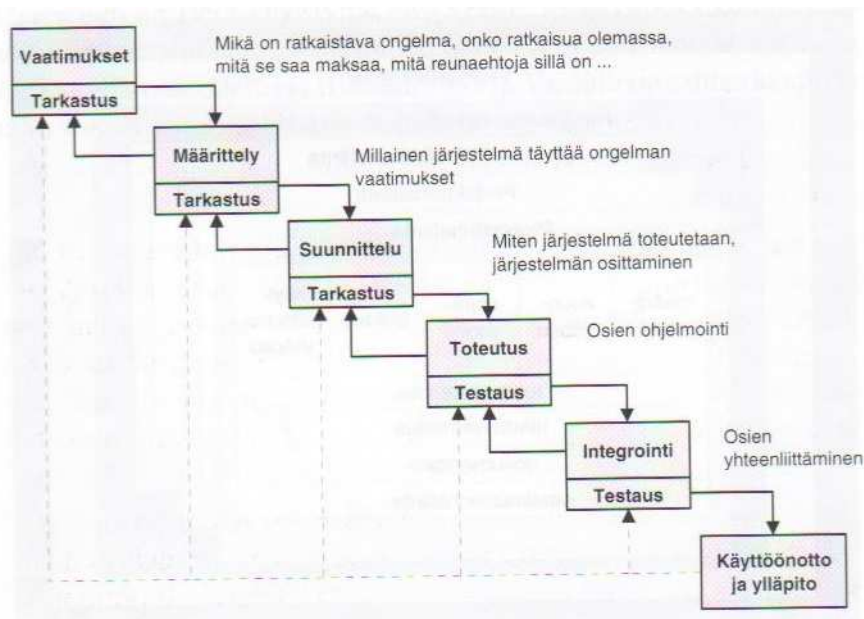 Vaatimukset
Mikä on ratkaistava ongelma, onko ratkaisua olemassa,
mitä se saa maksaa, mitä reunaehtoja sillä on ...
Tarkastus
Määrittely
Millainen järjestelmä täyttää ongelman
vaatimukset
Tarkastus
Suunnittelu
Miten järjestelmä toteutetaan,
järjestelmän osittaminen
Tarkastus
Toteutus
Osien ohjelmointi
Testaus
Integrointi
Osien
yhteenliittäminen
Testaus
Käyttöönotto
ja ylläpito